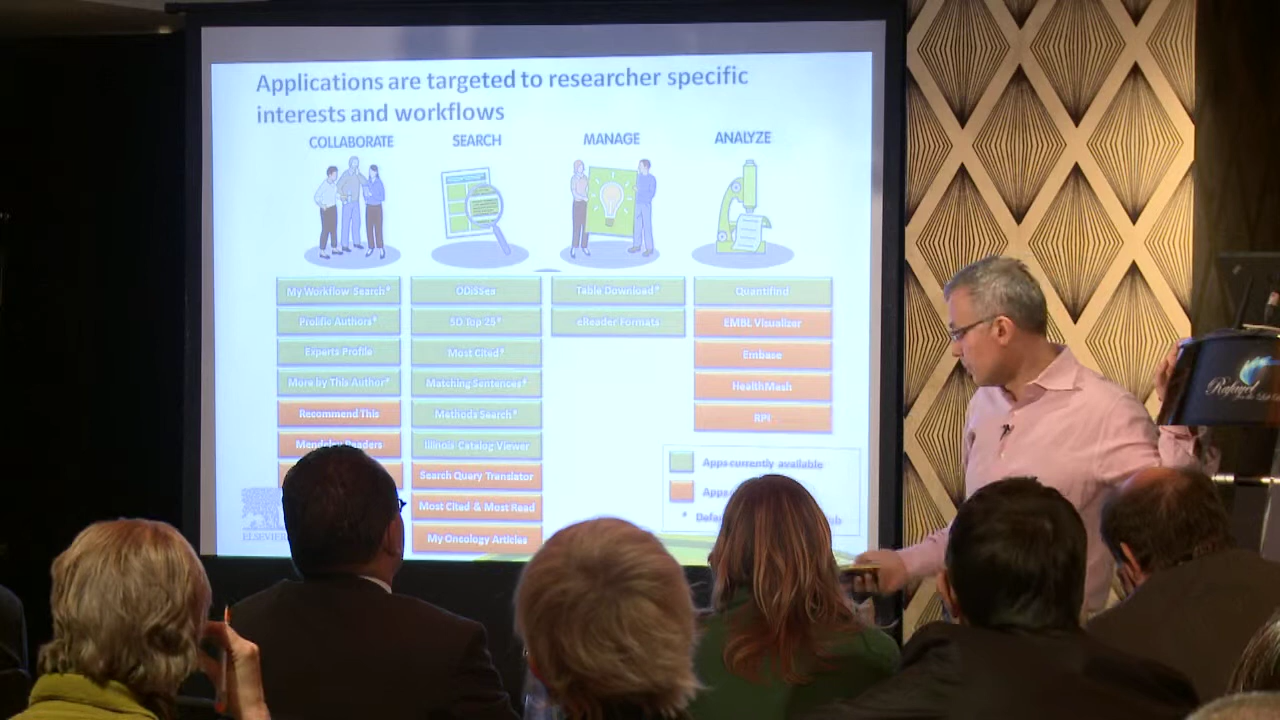 Applications are targeted to researcher specific
interests and workflows
COLLABORATE SEARCH MANAGE ANALYZE
My Workflow Search* ODiSSea Table Download* Quantifind
Prolific Authors* SD Top 25* eReader Formats EMBL Visualizer
Experts Profile Most Cited* Embase
More by This Author* Matching Sentences* HealthMash
Recommend This Methods Search* RPI
Mendeley Readers Illinois Catalog Viewer
Search Query Translator
Most Cited & Most Read
My Oncology Articles
Apps currently available
Apps
*
ELSEVIER
Rafayel